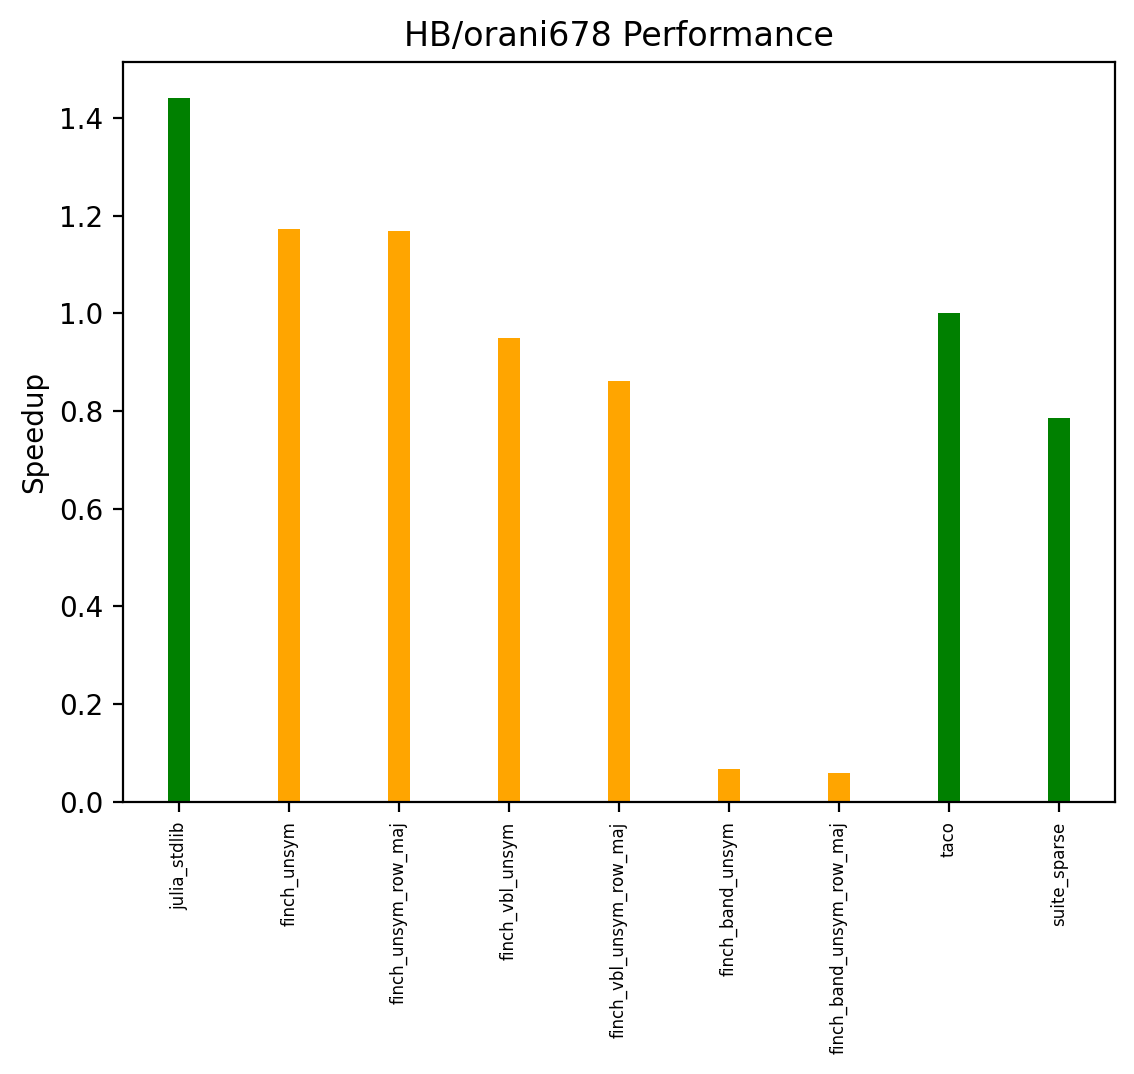 HB/orani678 Performance
Speedup
1.4
1.2
1.0
0.8
0.6
0.4
0.2
0.0
julia_stdlib
finch_unsym
finch_unsym_row_maj
finch_vbl_unsym
finch_vbl_unsym_row_maj
finch_band_unsym
finch_band_unsym_row_maj
taco
suite_sparse